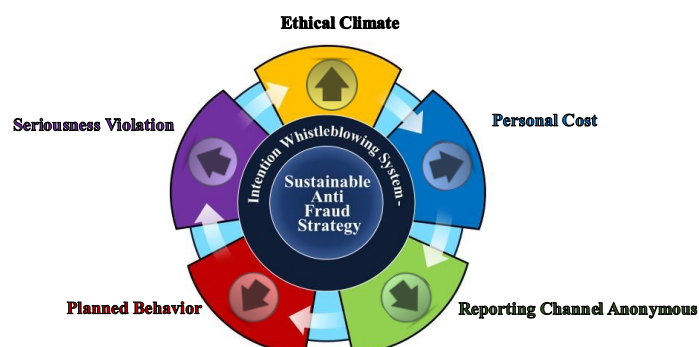 Ethical Climate
Seriousness Violation
Personal Cost
Intention Whistleblowing System-
Sustainable
Anti
Fraud
Strategy
Planned Behavior
Reporting Channel Anonymous